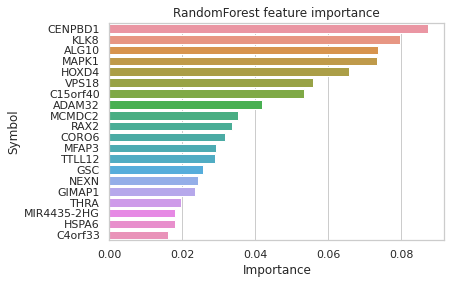 RandomForest feature importance
CENPBD1
KLK8
ALG10
MAPK1
HOXD4
VPS18
C15orf40
ADAM32
MCMDC2
RAX2
CORO6
MFAP3
TTLL12
GSC
NEXN
GIMAP1
THRA
MIR4435-2HG
HSPA6
C4orf33
Symbol
0.00 0.02 0.04 0.06 0.08
Importance